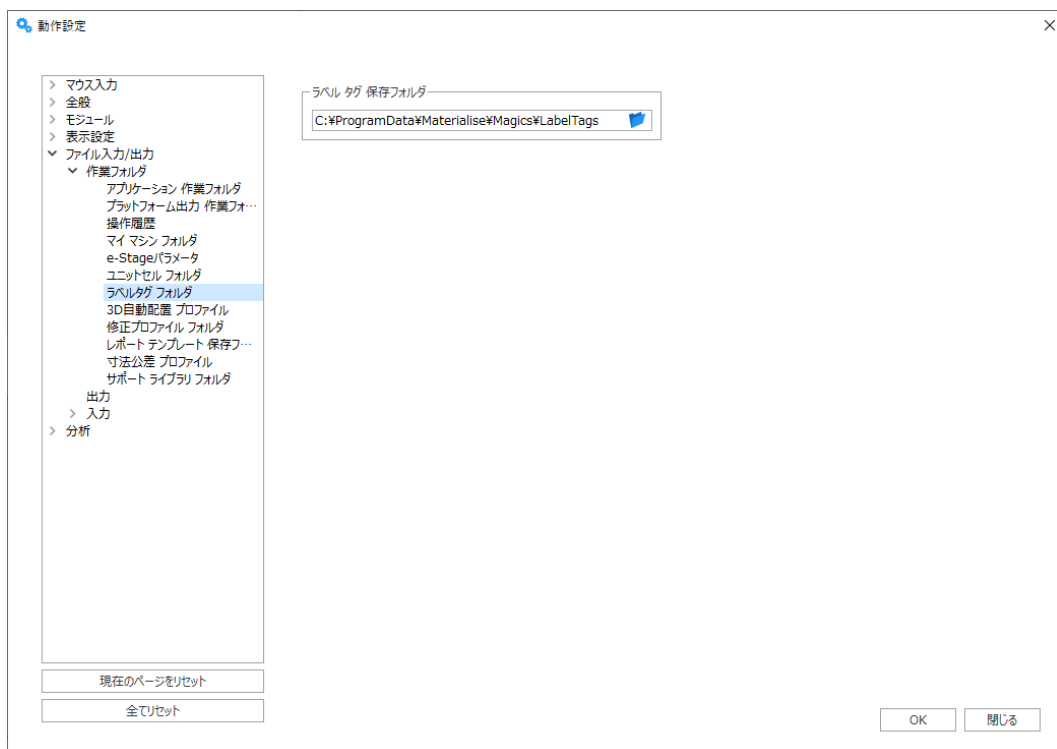 動作設定
マウス入力
全般
モジュール
表示設定
ファイル入力/出力
作業フォルダ
アプリケーション 作業フォルダ
プラットフォーム出力 作業フォ…
操作履歴
マイ マシン フォルダ
e-Stageパラメータ
ユニットセル フォルダ
ラベルタグ フォルダ
3D自動配置 プロファイル
修正プロファイル フォルダ
レポート テンプレート 保存フ…
寸法公差 プロファイル
サポート ライブラリ フォルダ
出力
入力
分析
現在のページをリセット
全てリセット
ラベル タグ 保存フォルダ
C:¥ProgramData¥Materialise¥Magics¥LabelTags
OK
閉じる